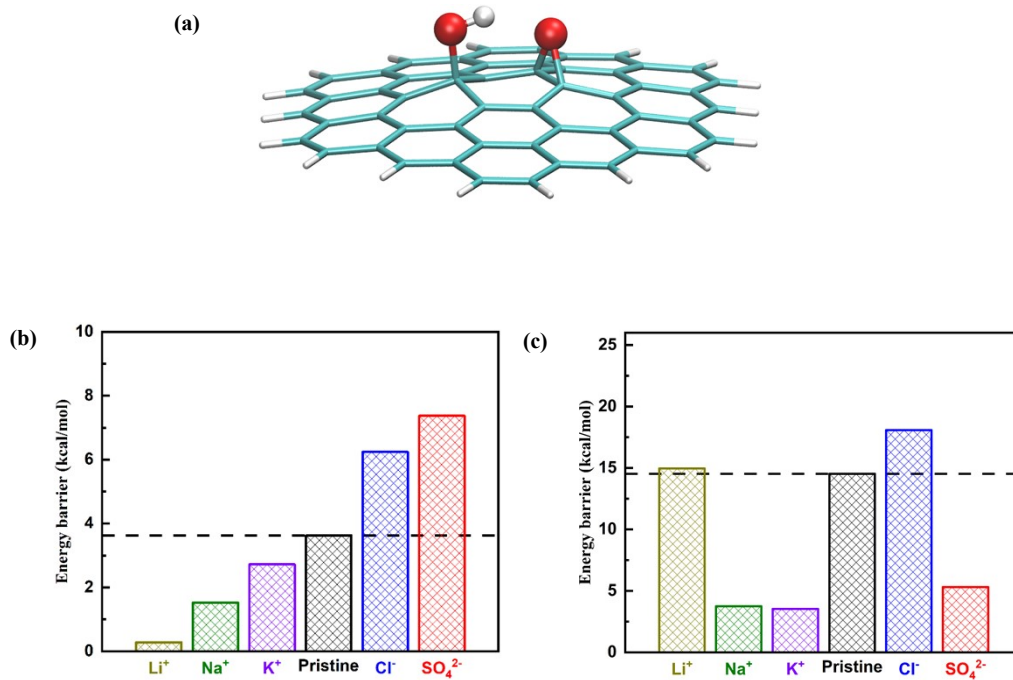 (a)
(b)
Energy barrier (kcal/mol)
10
8
6
4
2
0
Li⁺ Na⁺ K⁺ Pristine Cl⁻ SO₄²⁻
(c)
Energy barrier (kcal/mol)
25
20
15
10
5
0
Li⁺ Na⁺ K⁺ Pristine Cl⁻ SO₄²⁻